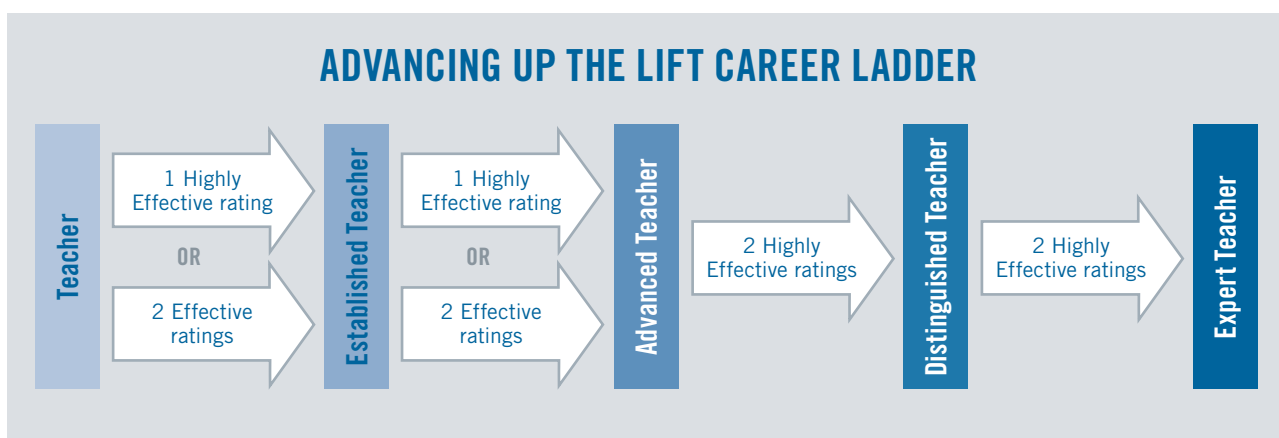 ADVANCING UP THE LIFT CAREER LADDER
Teacher
1 Highly
Effective rating
OR
2 Effective
ratings
Established Teacher
1 Highly
Effective rating
OR
2 Effective
ratings
Advanced Teacher
2 Highly
Effective ratings
Distinguished Teacher
2 Highly
Effective ratings
Expert Teacher